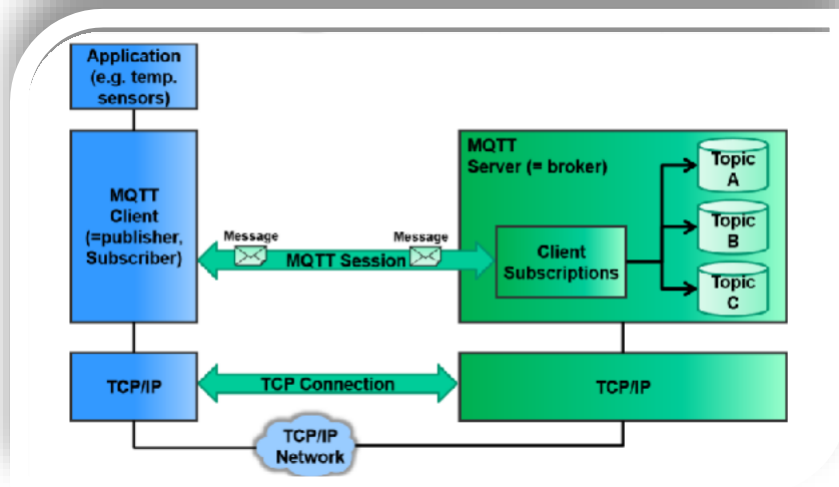 Application
(e.g. temp.
sensors)
MQTT
Client
(=publisher,
Subscriber)
Message
Message
MQTT Session
MQTT
Server (= broker)
Client
Subscriptions
Topic
A
Topic
B
Topic
C
TCP/IP
TCP Connection
TCP/IP
TCP/IP
Network